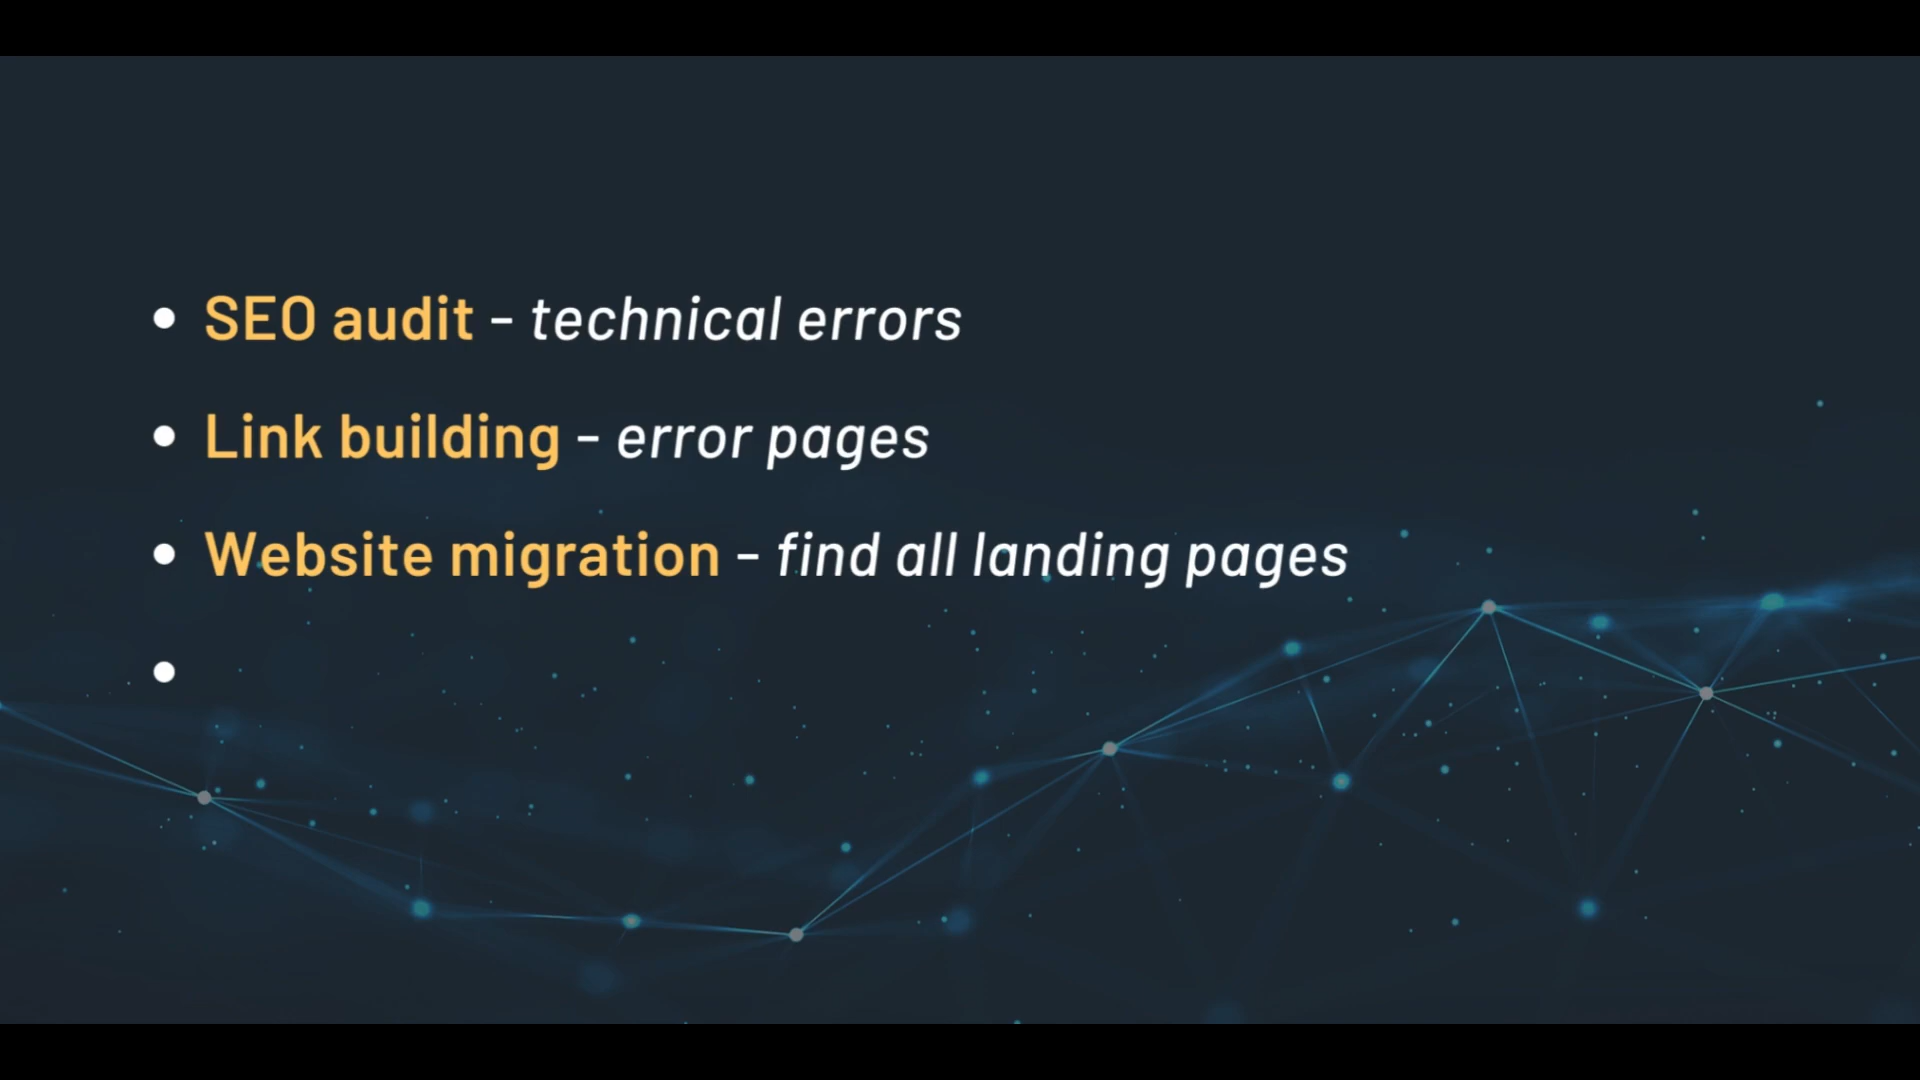 • SEO audit - technical errors
• Link building - error pages
• Website migration - find all landing pages
•